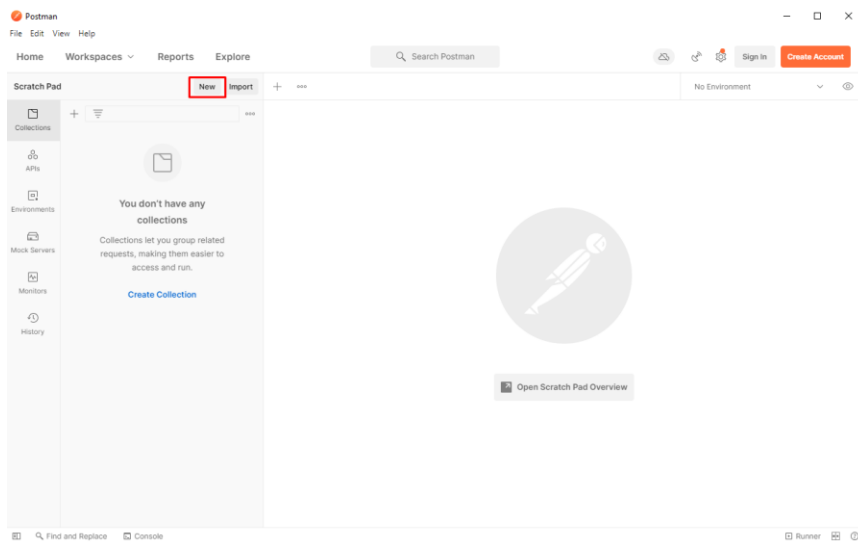 Postman
File Edit View Help
Home Workspaces Reports Explore Search Postman Sign In Create Account
Scratch Pad New Import No Environment
Collections
APIs
Environments
Mock Servers
Monitors
History
You don't have any
collections
Collections let you group related
requests, making them easier to
access and run.
Create Collection
Open Scratch Pad Overview
Find and Replace Console Runner